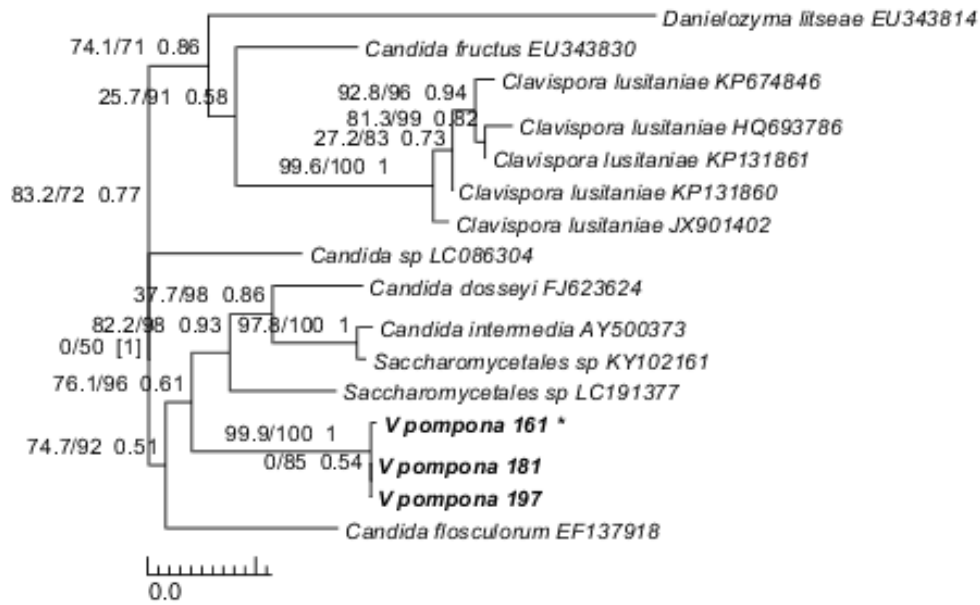 Danielozyma litseae EU343814
74.1/71 0.86
Candida fructus EU343830
Clavispora lusitaniae KP674846
92.8/96 0.94
25.7/91 0.58
81.3/99 0.82
Clavispora lusitaniae HQ693786
27.2/83 0.73
Clavispora lusitaniae KP131861
99.6/100 1
83.2/72 0.77
Clavispora lusitaniae KP131860
Clavispora lusitaniae JX901402
Candida sp LC086304
Candida dosseyi FJ623624
37.7/98 0.86
82.2/98 0.93
97.8/100 1
Candida intermedia AY500373
0/50 [1]
Saccharomycetales sp KY102161
76.1/96 0.61
Saccharomycetales sp LC191377
V pompona 161 *
99.9/100 1
74.7/92 0.51
0/85 0.54
V pompona 181
V pompona 197
Candida flosculorum EF137918
0.0